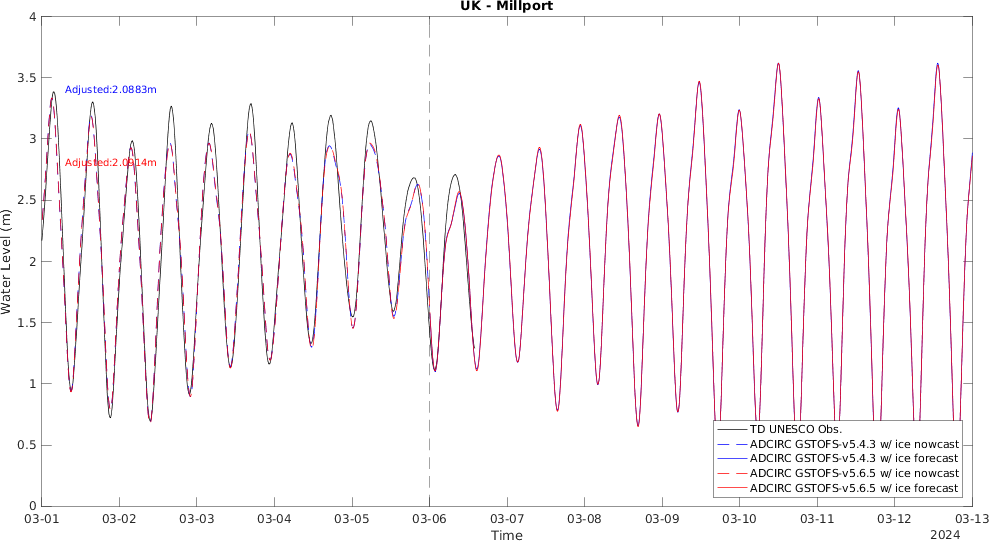 UK - Millport
4
3.5
3
2.5
2
1.5
1
0.5
0
Water Level (m)
Adjusted:2.0883m
Adjusted:2.0914m
TD UNESCO Obs.
ADCIRC GSTOFS-v5.4.3 w/ ice nowcast
ADCIRC GSTOFS-v5.4.3 w/ ice forecast
ADCIRC GSTOFS-v5.6.5 w/ ice nowcast
ADCIRC GSTOFS-v5.6.5 w/ ice forecast
03-01 03-02 03-03 03-04 03-05 03-06 03-07 03-08 03-09 03-10 03-11 03-12 03-13
Time
2024